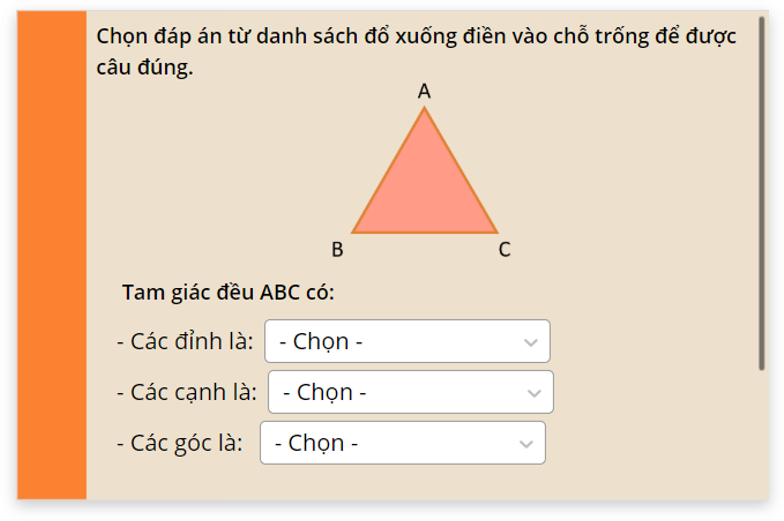 Chọn đáp án từ danh sách đổ xuống điền vào chỗ trống để được
câu đúng.
A
B
C
Tam giác đều ABC có:
- Các đỉnh là: - Chọn -
- Các cạnh là: - Chọn -
- Các góc là: - Chọn -